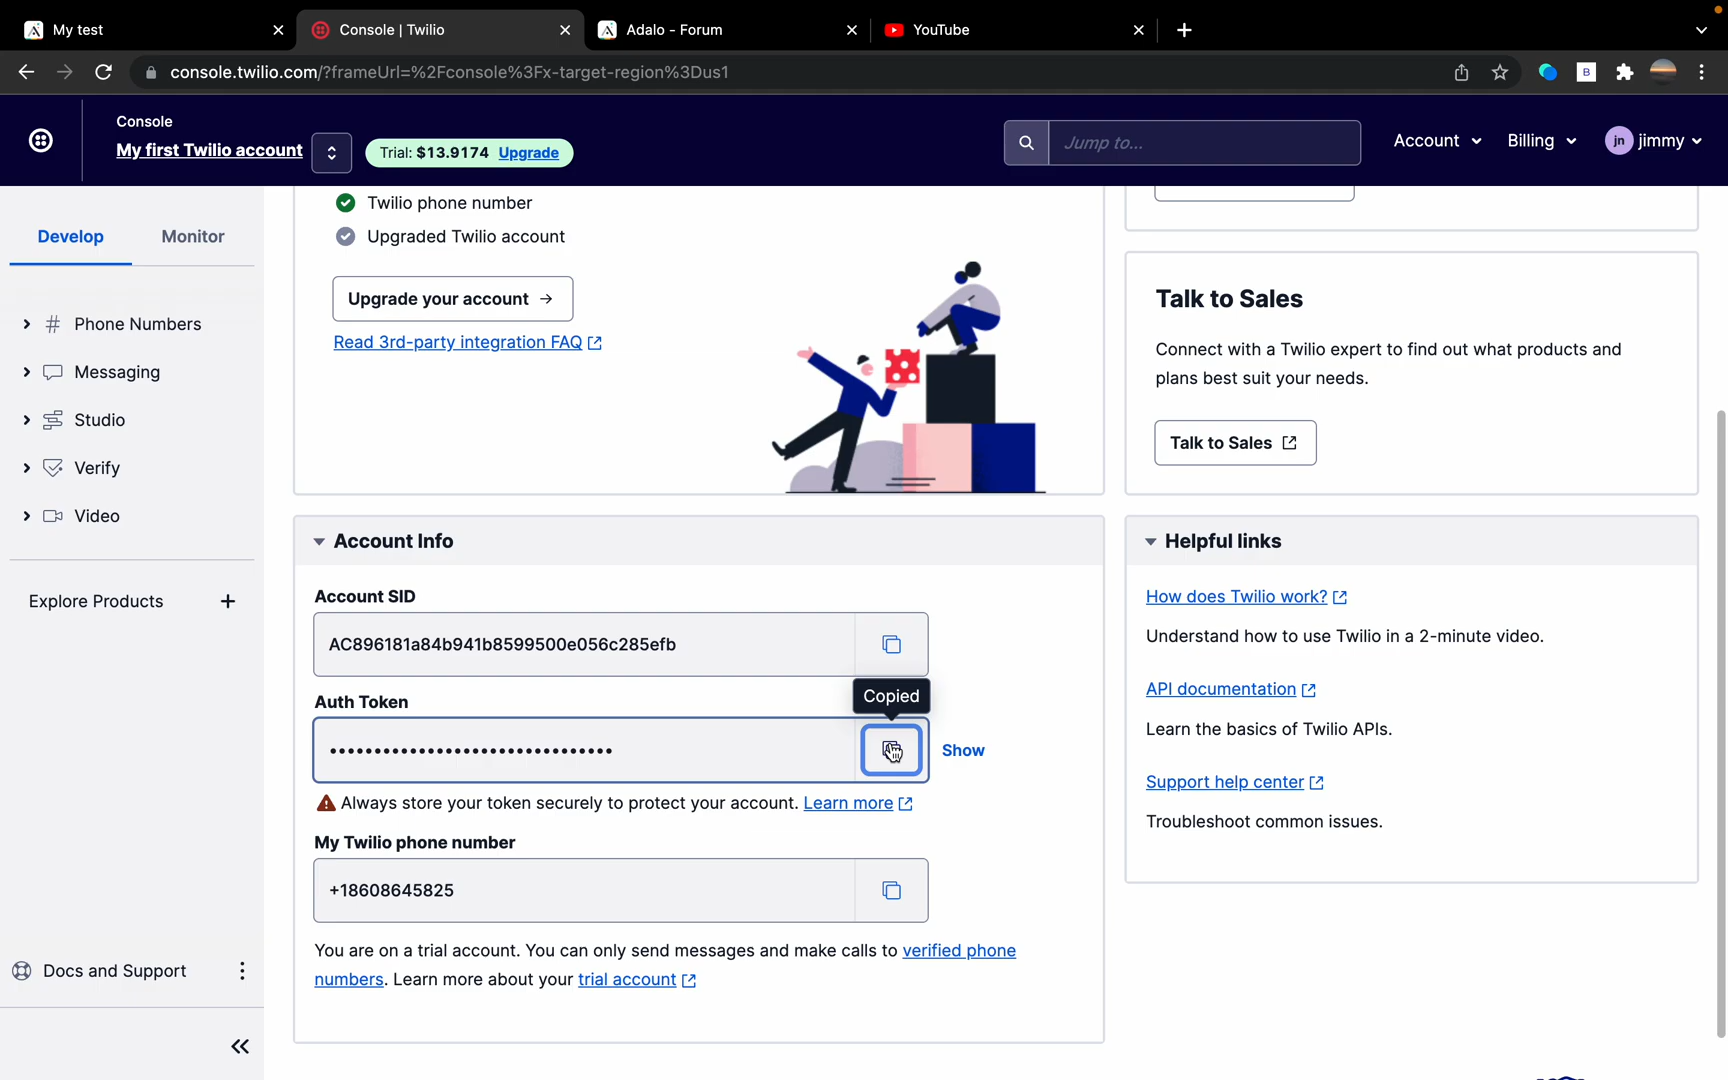 My test
Console | Twilio
Adalo - Forum
YouTube
console.twilio.com/?frameUrl=%2Fconsole%3Fx-target-region%3Dus1
B
Console
My first Twilio account
Trial: $13.9174 Upgrade
Jump to...
Account
Billing
jn jimmy
Develop
Monitor
Phone Numbers
Messaging
Studio
Verify
Video
Explore Products
Docs and Support
Twilio phone number
Upgraded Twilio account
Upgrade your account →
Read 3rd-party integration FAQ
Talk to Sales
Connect with a Twilio expert to find out what products and
plans best suit your needs.
Talk to Sales
Account Info
Account SID
AC896181a84b941b8599500e056c285efb
Auth Token
Copied
••••••••••••••••••••••••••••••••
Show
Always store your token securely to protect your account. Learn more
My Twilio phone number
+18608645825
You are on a trial account. You can only send messages and make calls to verified phone
numbers. Learn more about your trial account
Helpful links
How does Twilio work?
Understand how to use Twilio in a 2-minute video.
API documentation
Learn the basics of Twilio APIs.
Support help center
Troubleshoot common issues.